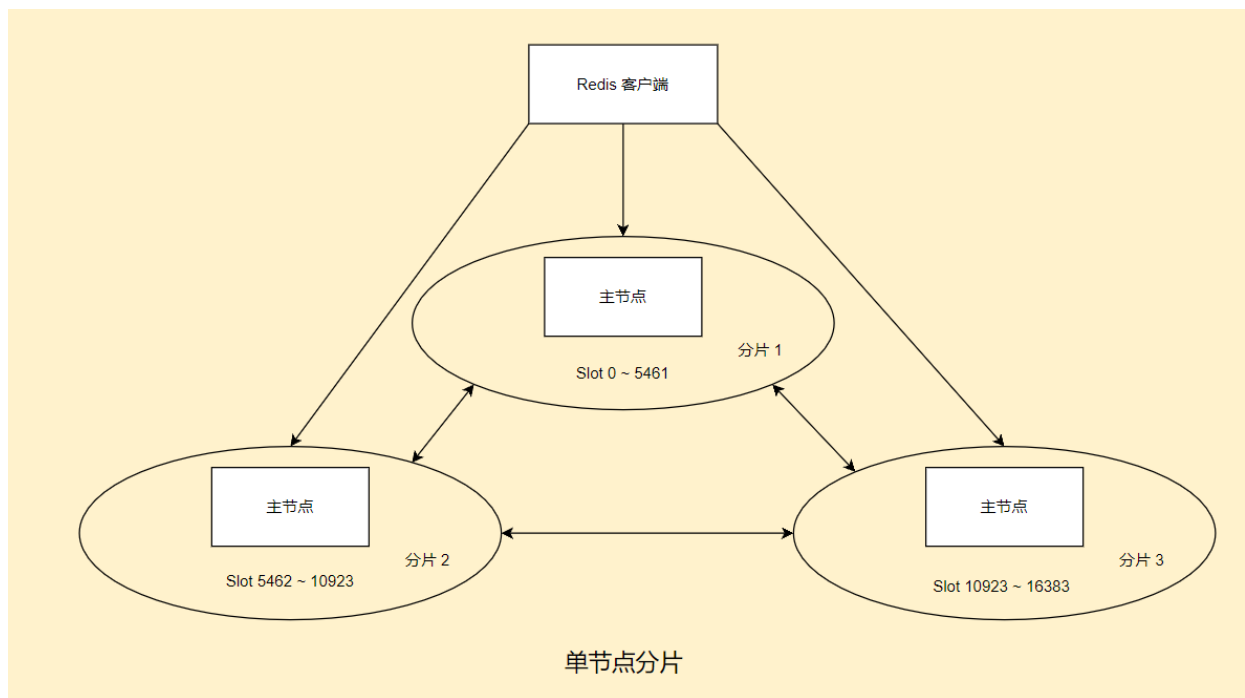 Redis 客户端
主节点
分片 1
Slot 0 ~ 5461
主节点
分片 2
Slot 5462 ~ 10923
主节点
分片 3
Slot 10923 ~ 16383
单节点分片